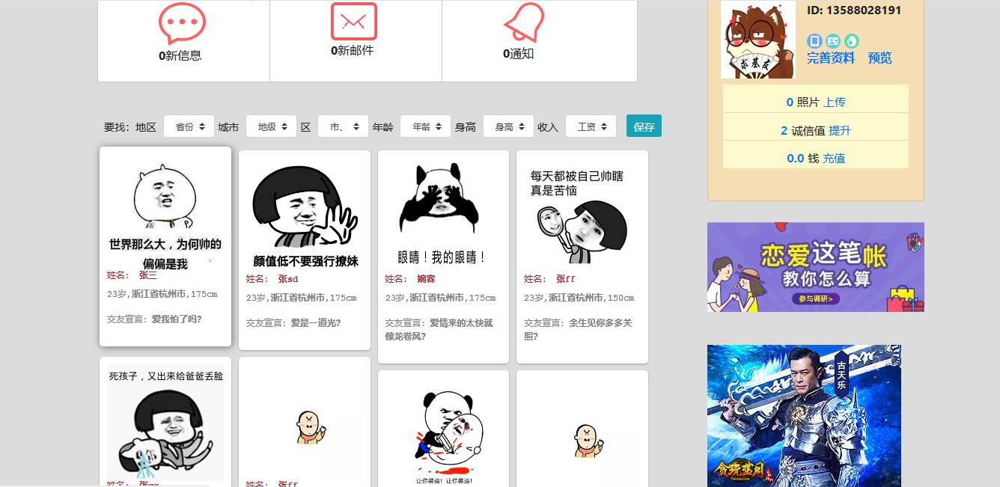 0新信息
0新邮件
0通知
ID: 13588028191
求基友
完善资料 预览
0 照片 上传
2 诚信值 提升
0.0 钱 充值
要找：地区 省份 城市 地级 区 市、 年龄 年龄 身高 身高 收入 工资 保存
世界那么大，为何帅的
偏偏是我
姓名： 张三
23岁,浙江省杭州市,175cm
交友宣言：爱我怕了吗?
颜值低不要强行撩妹
姓名： 张sd
23岁,浙江省杭州市,175cm
交友宣言：爱是一道光?
眼睛！我的眼睛！
姓名： 婉容
23岁,浙江省杭州市,175cm
交友宣言：爱情来的太快就
像龙卷风?
每天都被自己帅瞎
真是苦恼
姓名： 张ff
23岁,浙江省杭州市,150cm
交友宣言：余生见你多多关
照?
恋爱这笔帐
教你怎么算
参与调研>
古天乐
贪玩蓝月
死孩子，又出来给爸爸丢脸
姓名： 张gg
姓名： 张ff
让你装逼！让你装逼！